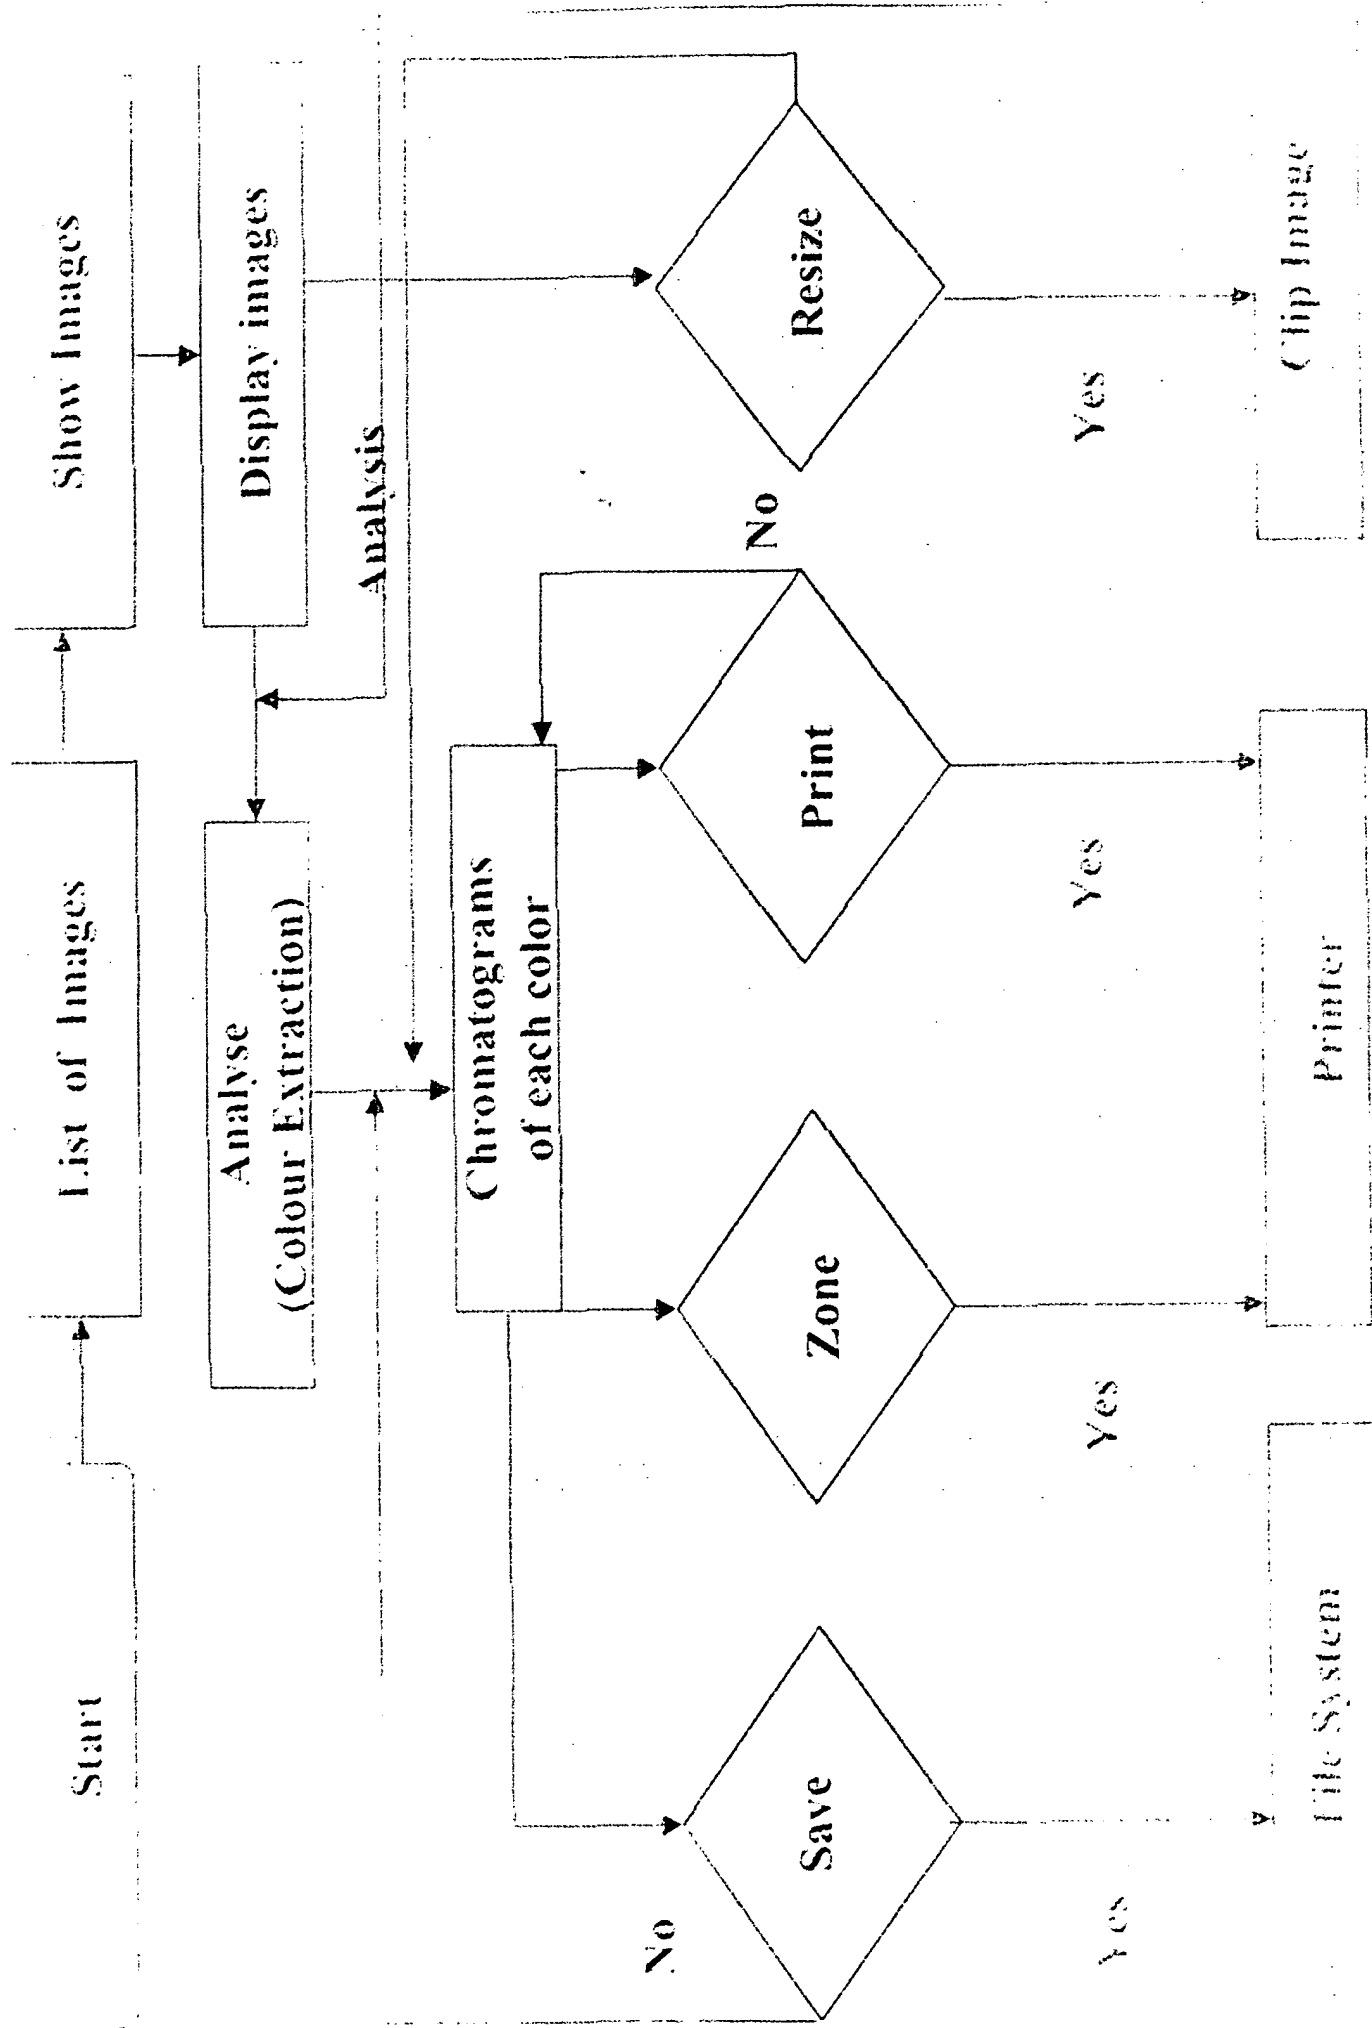 Start
List of Images
Show Images
Analyse
(Colour Extraction)
Display images
Analysis
Chromatograms
of each color
No
Save
Zone
Print
No
Resize
Yes
Yes
Yes
Yes
File System
Printer
Clip Image